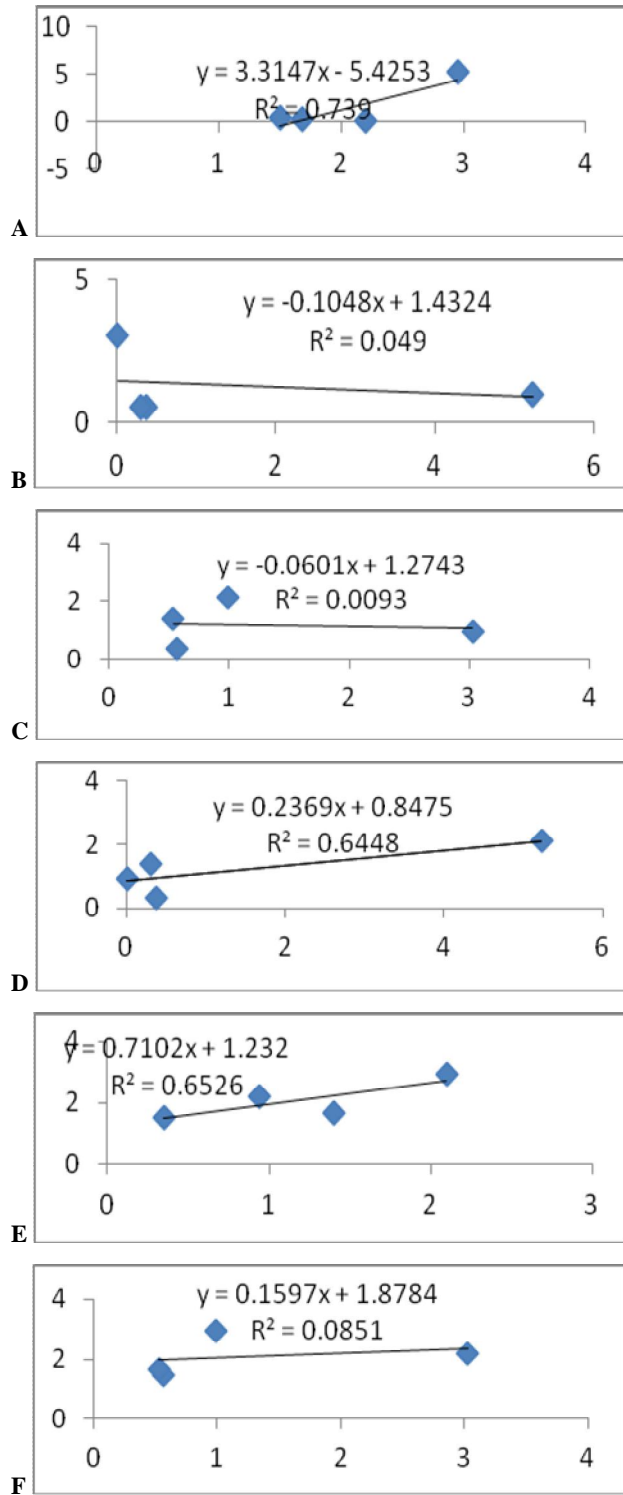 10
y = 3.3147x - 5.4253
5
R² = 0.739
0
0 1 2 3 4
-5
A
5
y = -0.1048x + 1.4324
R² = 0.049
0
0 2 4 6
B
4
y = -0.0601x + 1.2743
2
R² = 0.0093
0
0 1 2 3 4
C
4
y = 0.2369x + 0.8475
2
R² = 0.6448
0
0 2 4 6
D
4
y = 0.7102x + 1.232
R² = 0.6526
2
0
0 1 2 3
E
4
y = 0.1597x + 1.8784
R² = 0.0851
2
0
0 1 2 3 4
F